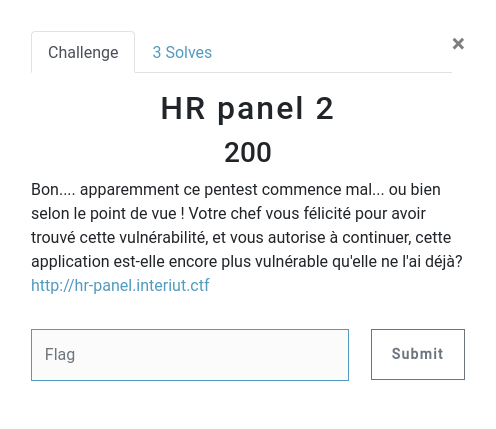 Challenge
3 Solves
×
HR panel 2
200
Bon.... apparemment ce pentest commence mal... ou bien
selon le point de vue ! Votre chef vous félicité pour avoir
trouvé cette vulnérabilité, et vous autorise à continuer, cette
application est-elle encore plus vulnérable qu'elle ne l'ai déjà?
http://hr-panel.interiut.ctf
Flag
Submit